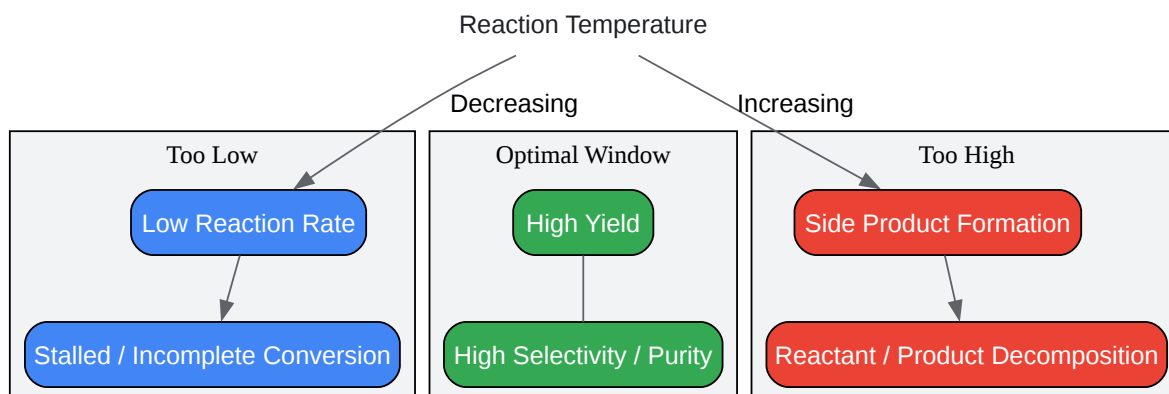 Reaction Temperature
Decreasing
Increasing
Too Low
Optimal Window
Too High
Low Reaction Rate
High Yield
Side Product Formation
Stalled / Incomplete Conversion
High Selectivity / Purity
Reactant / Product Decomposition